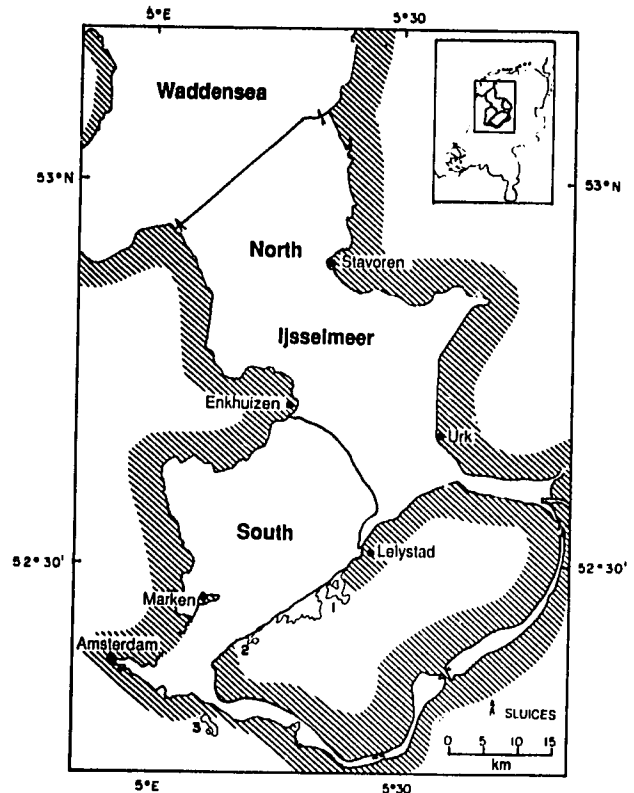 5°E
5°30
Waddensea
53°N
53°N
North
Stavoren
Ijsselmeer
Enkhuizen
Urk
South
Lelystad
52°30'
52°30'
1
Marken
Amsterdam
2
3
SLUICES
0 5 10 15
km
5°E
5°30